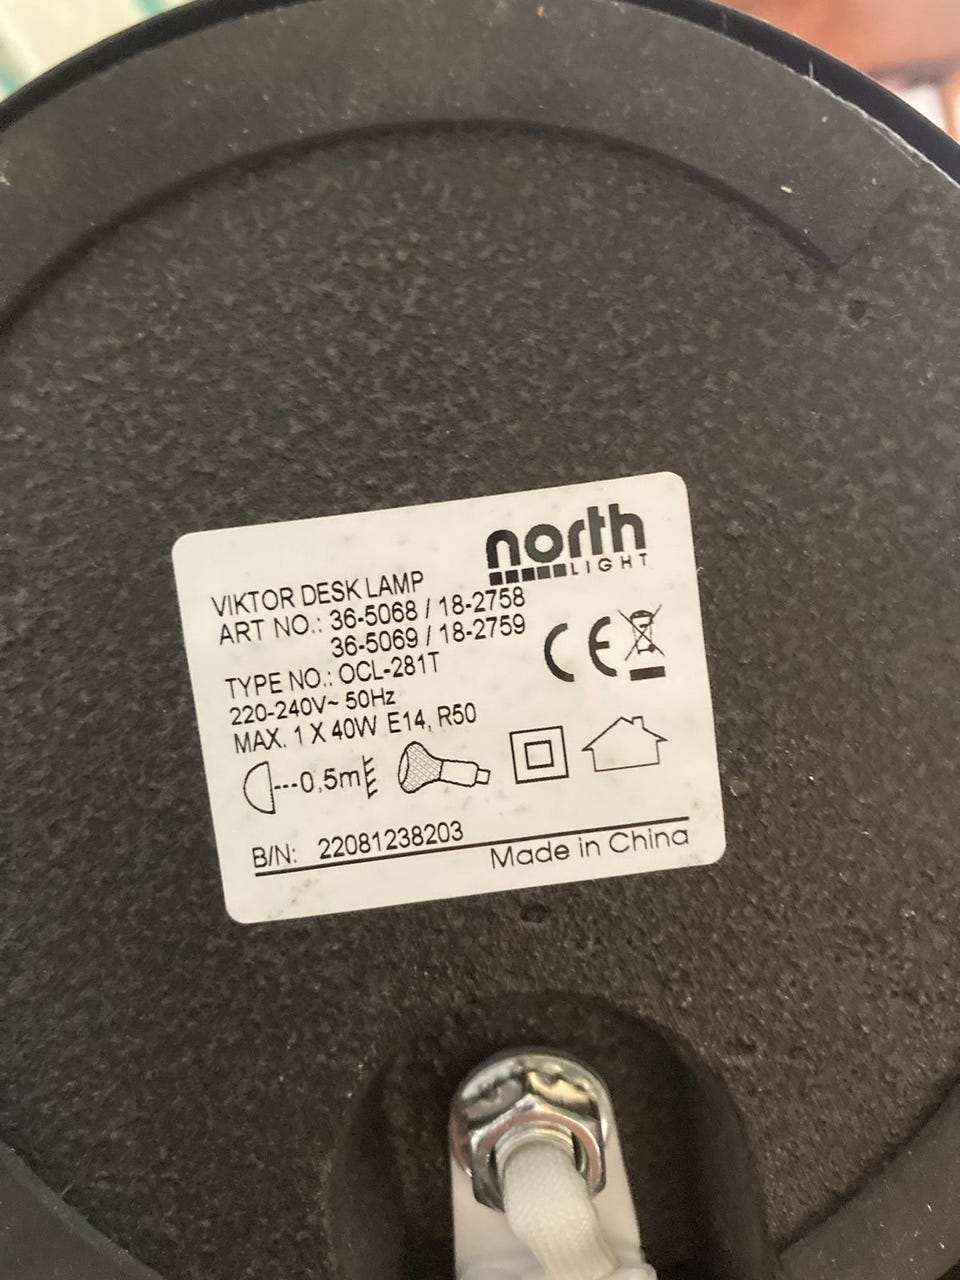 north
LIGHT
VIKTOR DESK LAMP
ART NO.: 36-5068 / 18-2758
36-5069 / 18-2759
TYPE NO.: OCL-281T
220-240V~ 50Hz
MAX. 1 X 40W E14, R50
CE
0,5m
B/N: 22081238203
Made in China